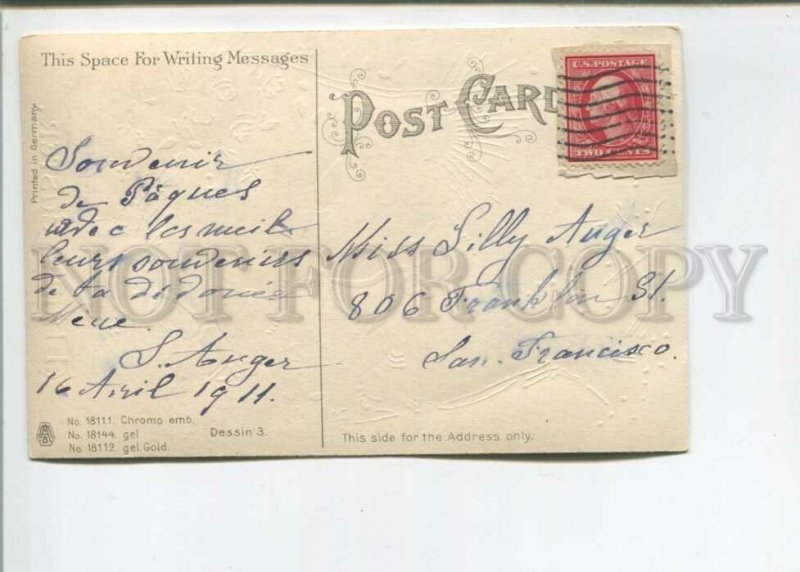 This Space For Writing Messages
POST CARD
U.S. POSTAGE
TWO CENTS
Printed in Germany
Souvenir
de Pâques
avec les meil
leurs souvenirs
de ta
S. Auger
16 Avril 1911.
Miss Lilly Auger
806 Franklin St.
San. Francisco.
No. 18111. Chromo emb.
No. 18144. gel
No. 18112. gel. Gold.
Dessin 3.
This side for the Address only.
NOT FOR COPY